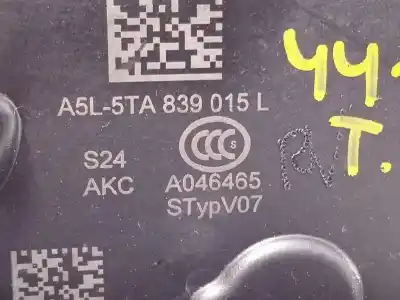 A5L-5TA 839 015 L
44
T.
S24
CCC S
AKC A046465
STypV07